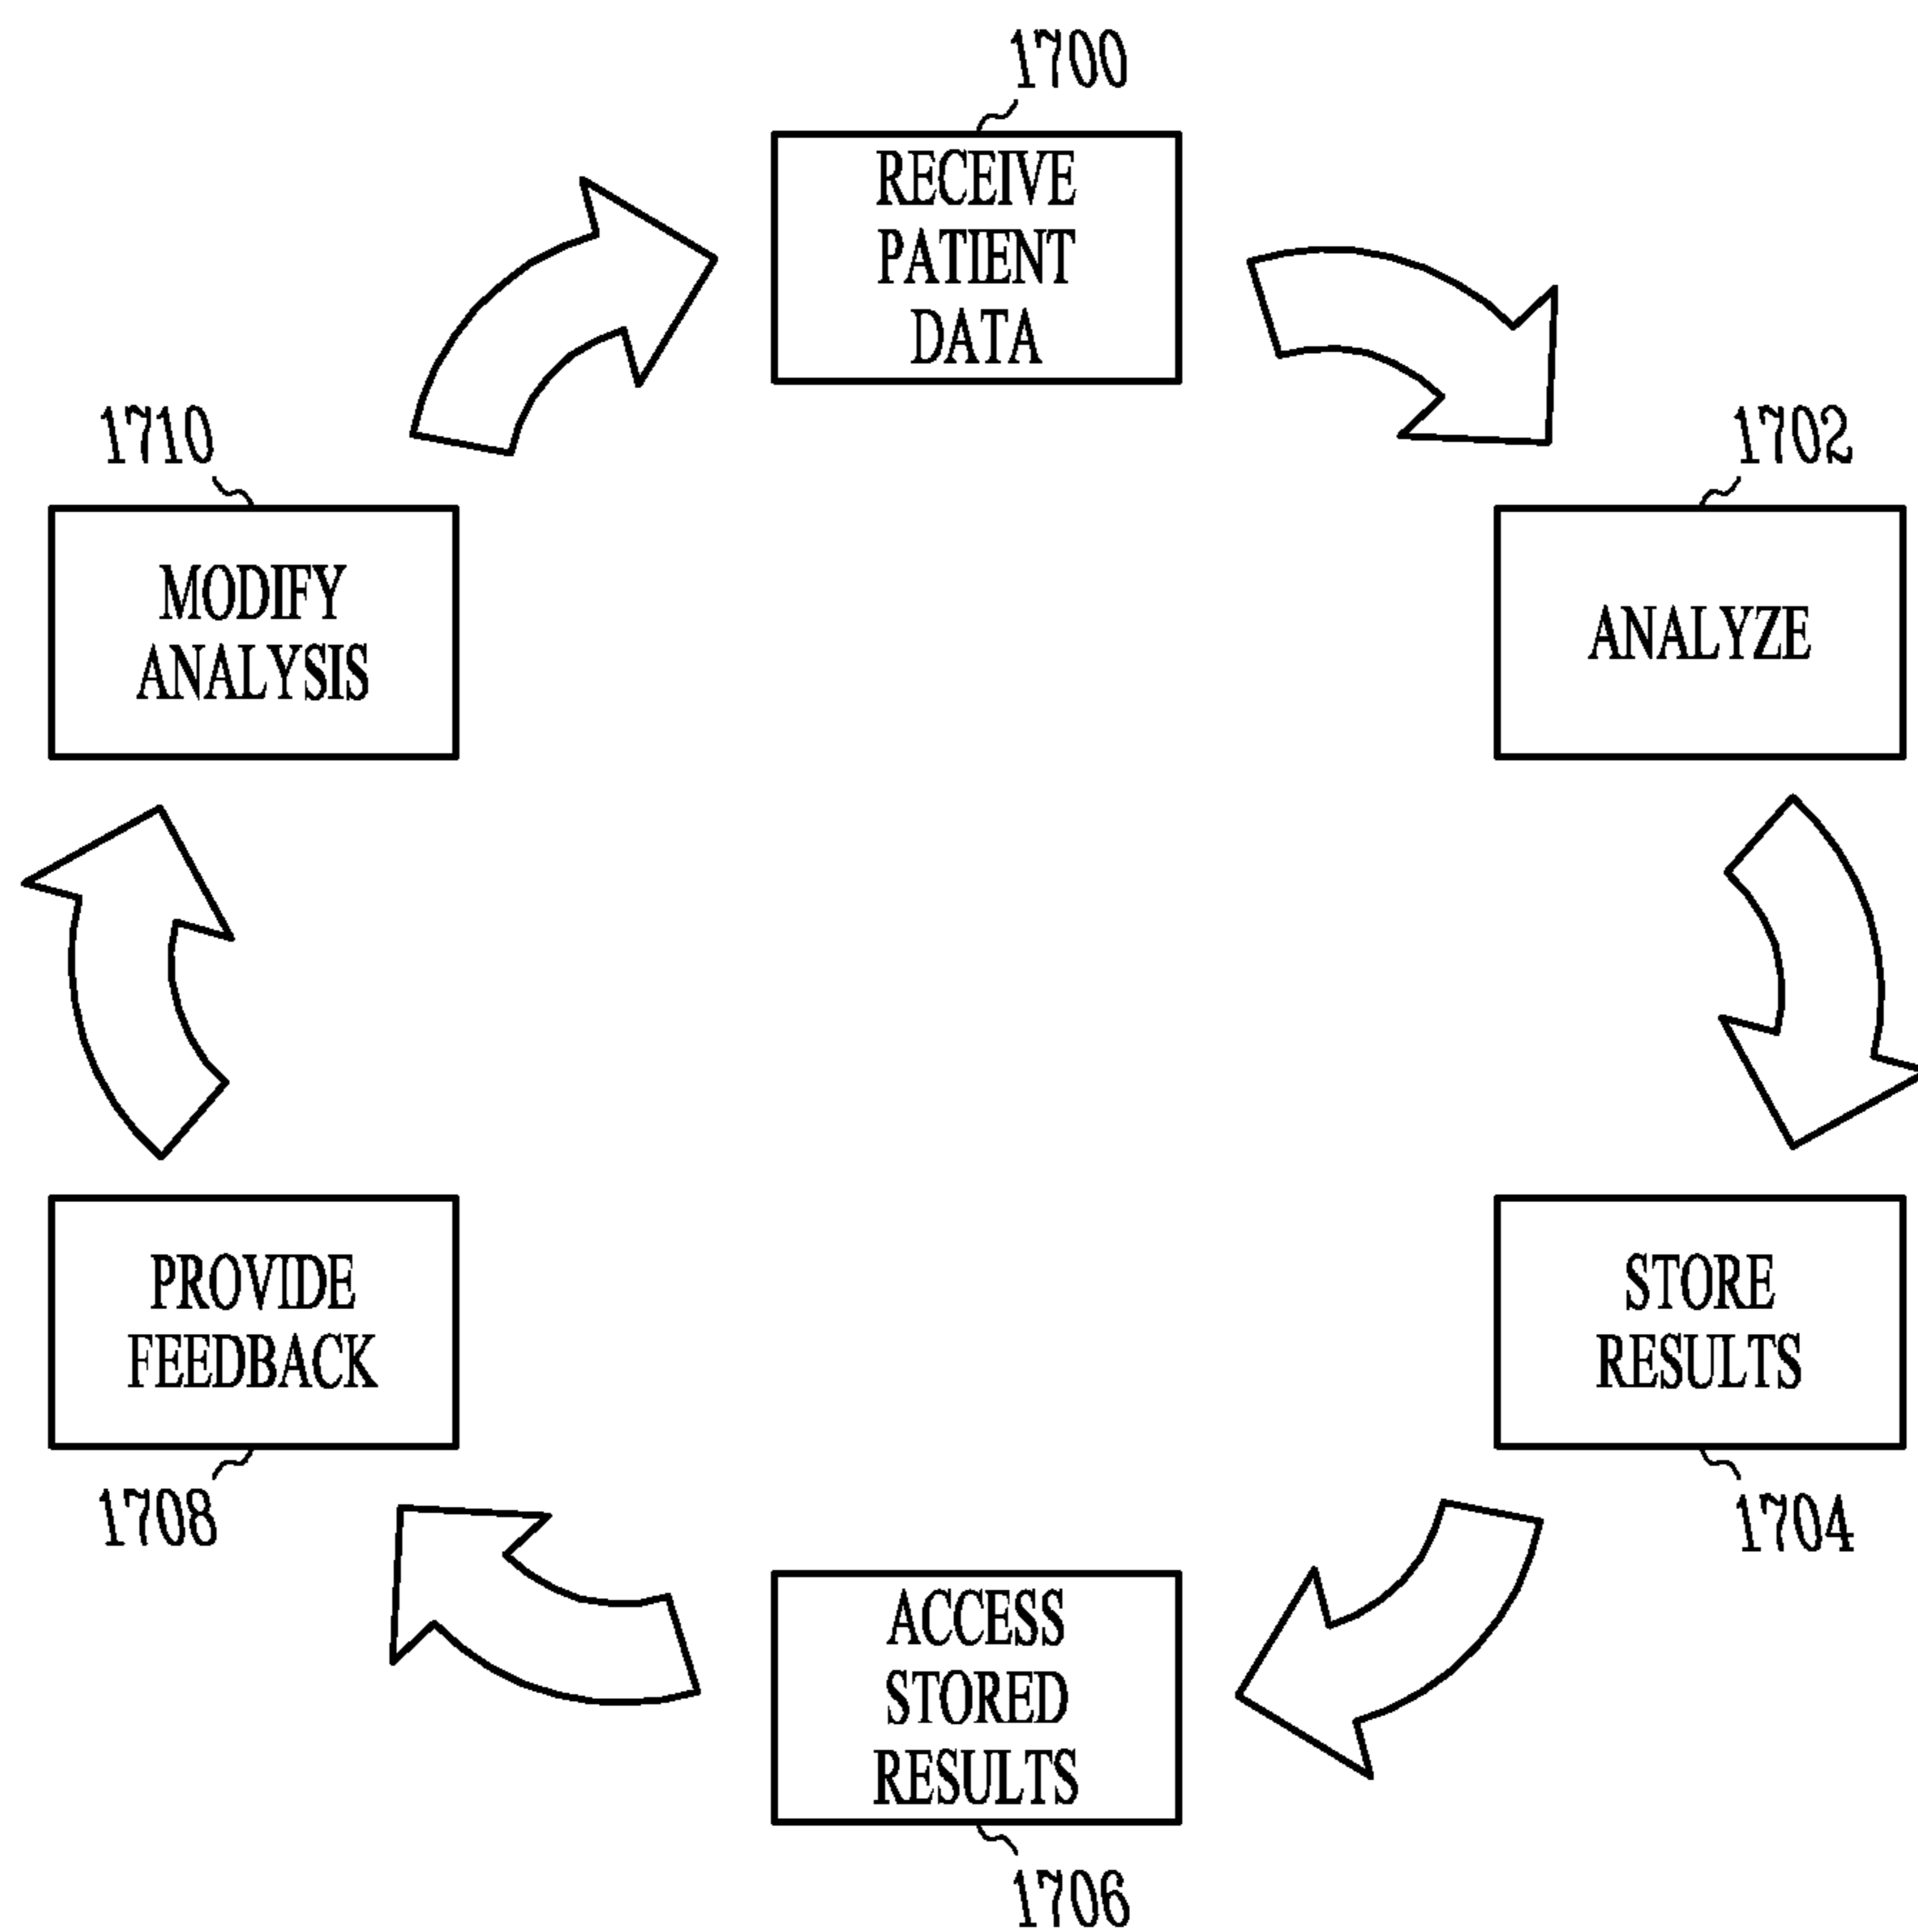 1700
RECEIVE
PATIENT
DATA
1710
MODIFY
ANALYSIS
1702
ANALYZE
PROVIDE
FEEDBACK
1708
STORE
RESULTS
1704
ACCESS
STORED
RESULTS
1706